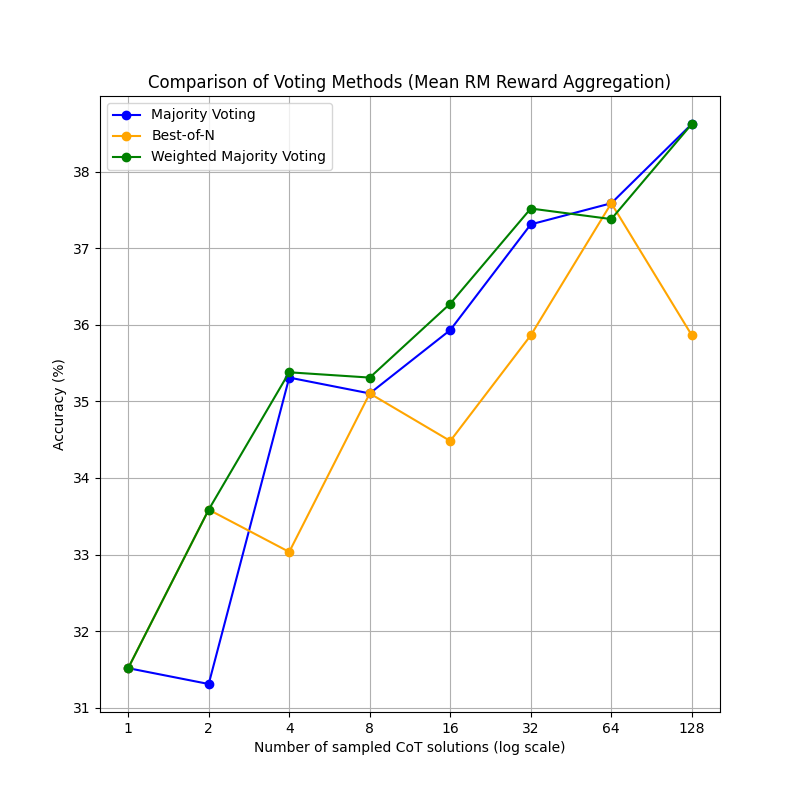 Comparison of Voting Methods (Mean RM Reward Aggregation)
Majority Voting
Best-of-N
Weighted Majority Voting
Accuracy (%)
38
37
36
35
34
33
32
31
1 2 4 8 16 32 64 128
Number of sampled CoT solutions (log scale)